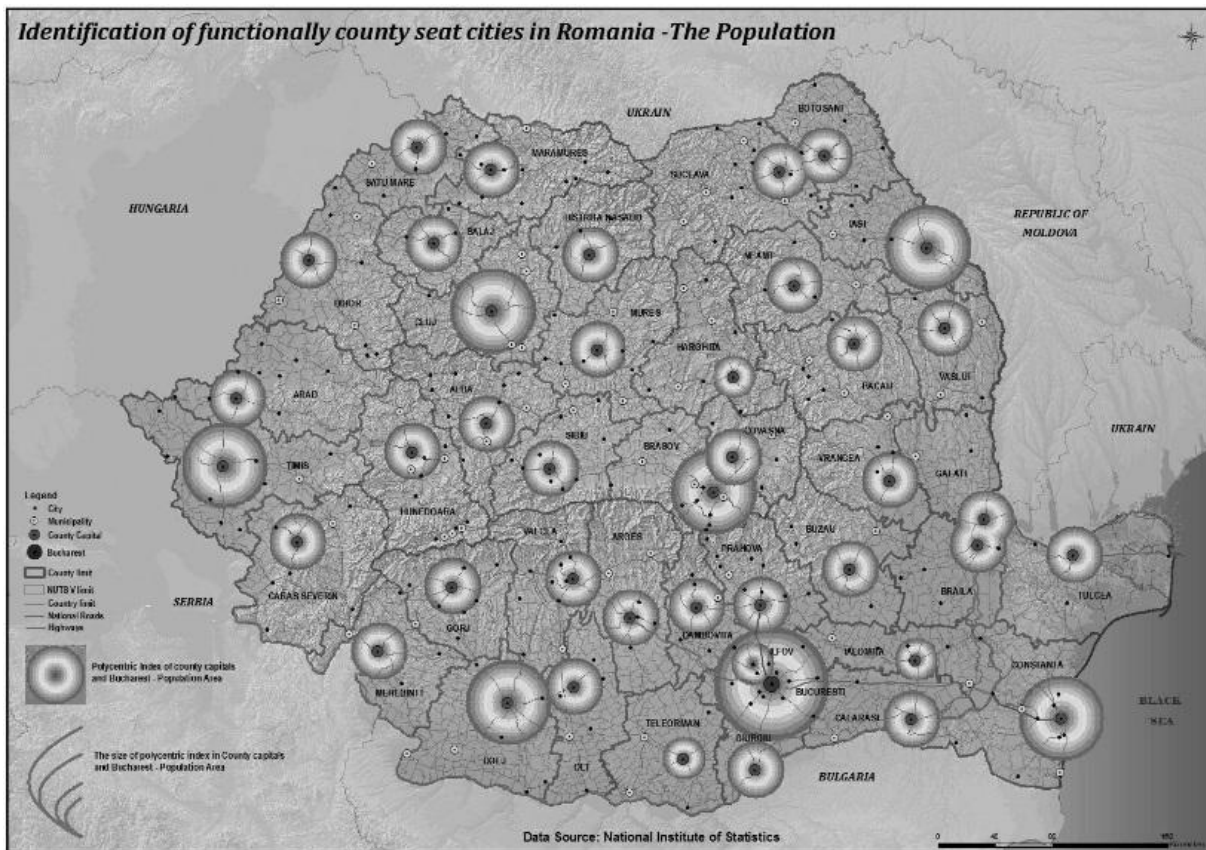 Identification of functionally county seat cities in Romania -The Population
UKRAIN
BOTOSANI
MARAMURES
SATU MARE
SUCEAVA
HUNGARIA
REPUBLIC OF
MOLDOVA
BISTRITA NASAUD
IASI
SALAJ
NEAMT
BIHOR
CLUJ
MURES
HARGHITA
BACAU
VASLUI
ARAD
ALBA
UKRAIN
TIMIS
SIBIU
BRASOV
COVASNA
VRANCEA
GALATI
Legend
City
Municipality
County Capital
Bucharest
County limit
NUTS V limit
Country limit
National Roads
Highways
HUNEDOARA
VALCEA
ARGES
PRAHOVA
BUZAU
CARAS SEVERIN
SERBIA
GORJ
DAMBOVITA
BRAILA
TULCEA
Polycentric Index of county capitals
and Bucharest - Population Area
MEHEDINTI
ILFOV
IALOMITA
CONSTANTA
BUCURESTI
BLACK
SEA
TELEORMAN
CALARASI
The size of polycentric index in County capitals
and Bucharest - Population Area
DOLJ
OLT
GIURGIU
BULGARIA
Data Source: National Institute of Statistics
0